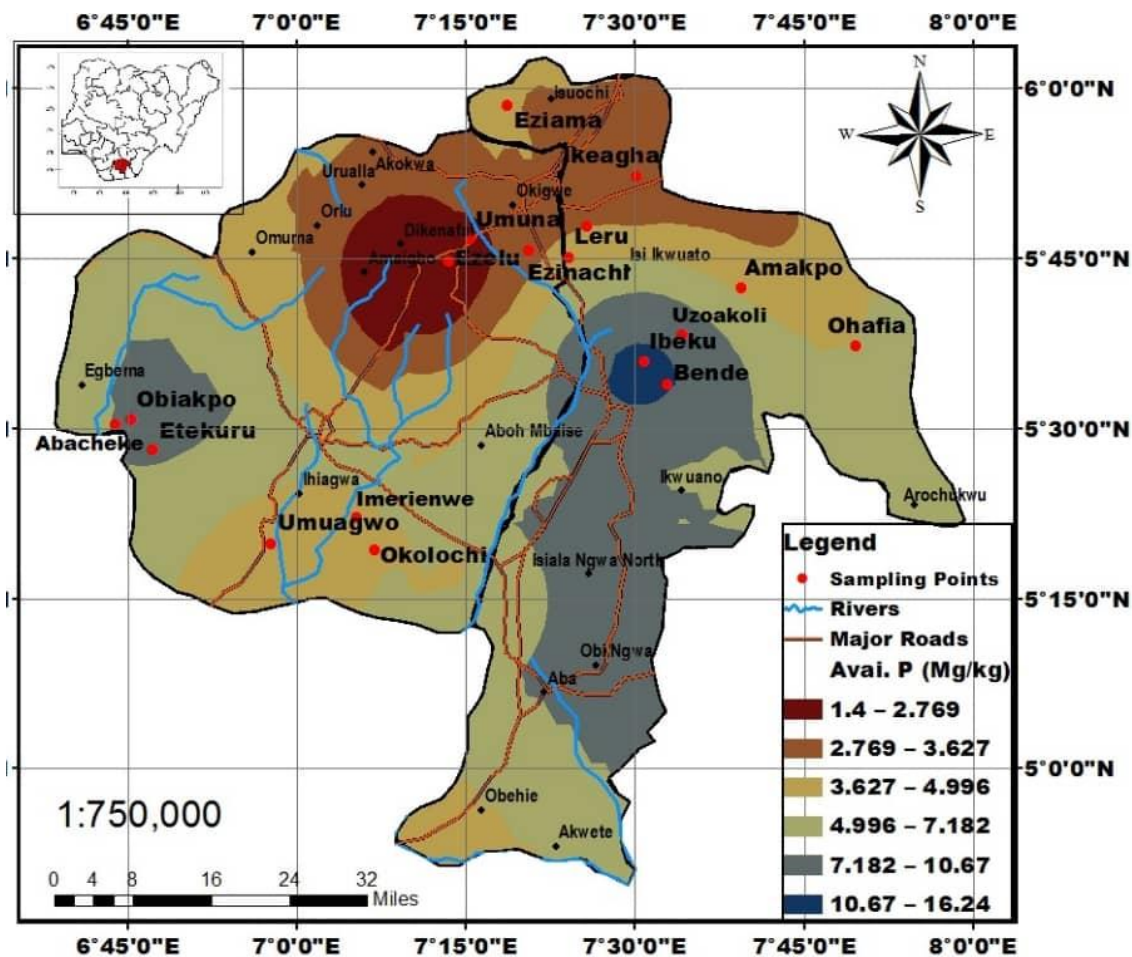 6°45'0"E 7°0'0"E 7°15'0"E 7°30'0"E 7°45'0"E 8°0'0"E
N
W E
S
6°0'0"N
Isuochi
Eziama
Ikeagha
Akokwa
Urualla
Okigwe
Orlu
Umuna
Leru
Omurna
Dikenafai
Ezelu
Ezinachi
Isi Ikwuato
5°45'0"N
Amaigbo
Amakpo
Uzoakoli
Ohafia
Ibeku
Bende
Egberna
Obiakpo
5°30'0"N
Abacheke
Etekuru
Aboh Mbaise
Ihiagwa
Ikwuano
Arochukwu
Imerienwe
Umuagwo
Okolochi
Isiala Ngwa North
5°15'0"N
Obi Ngwa
Aba
5°0'0"N
Obehie
Akwete
Legend
Sampling Points
Rivers
Major Roads
Avai. P (Mg/kg)
1.4 – 2.769
2.769 – 3.627
3.627 – 4.996
4.996 – 7.182
7.182 – 10.67
10.67 – 16.24
1:750,000
0 4 8 16 24 32
Miles
6°45'0"E 7°0'0"E 7°15'0"E 7°30'0"E 7°45'0"E 8°0'0"E